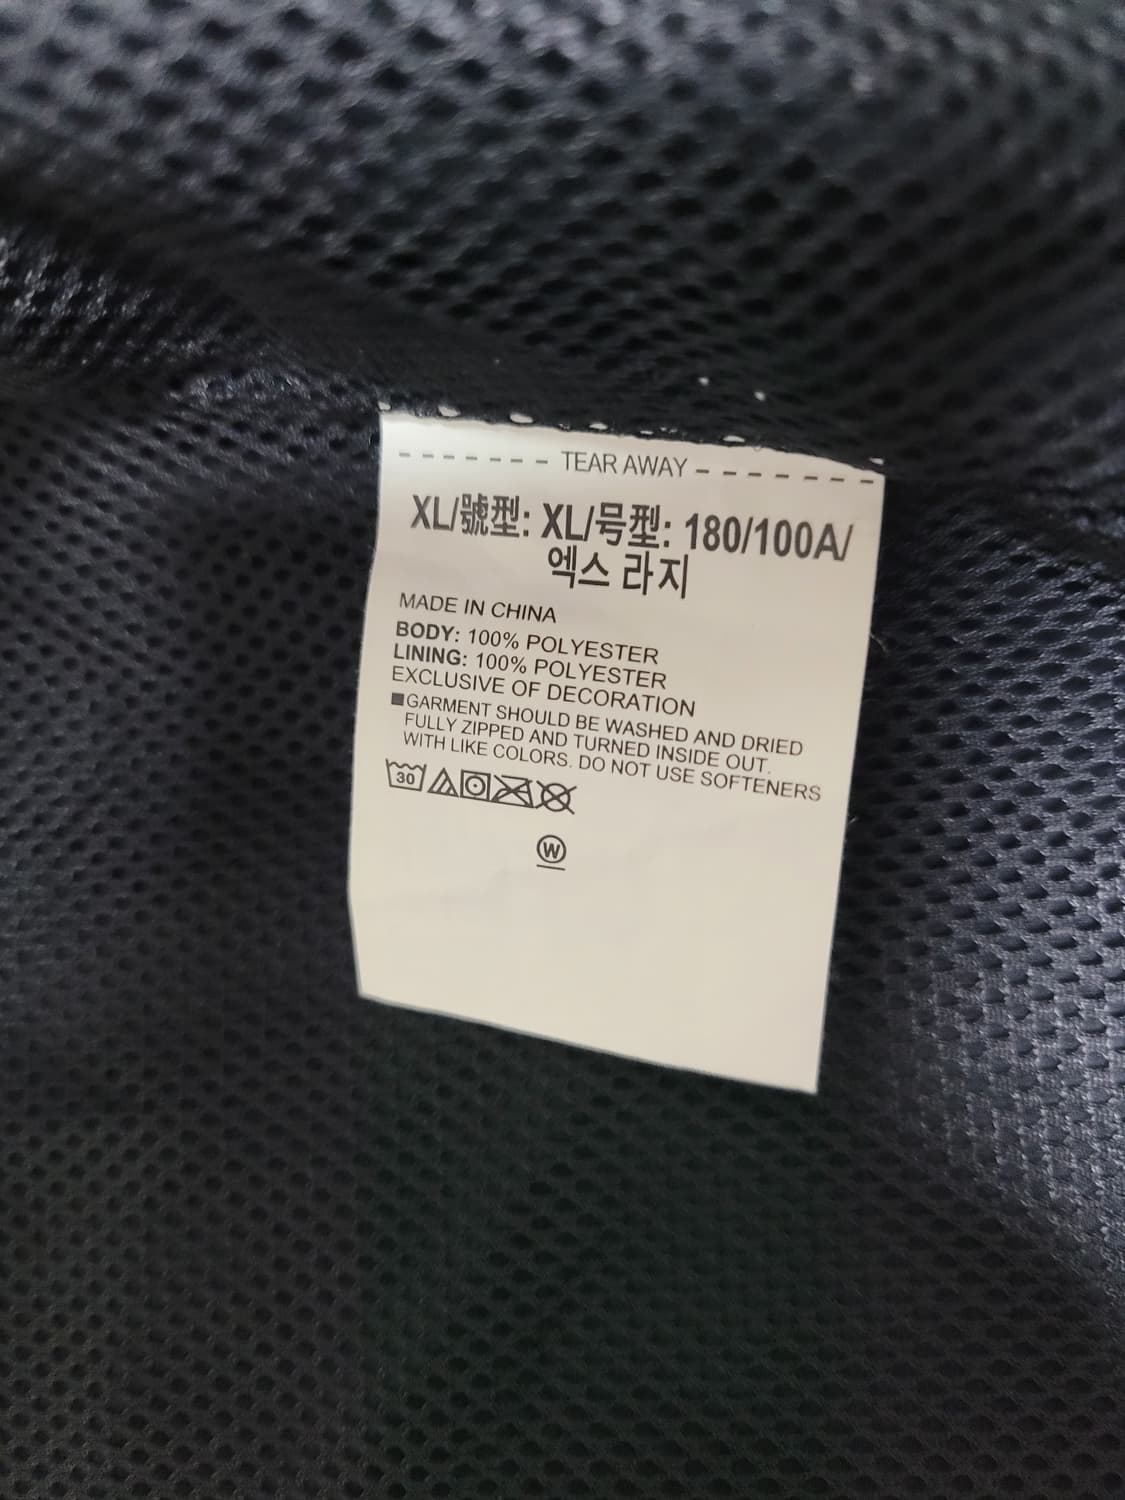 TEAR AWAY
XL/號型: XL/号型: 180/100A/
엑스 라지
MADE IN CHINA
BODY: 100% POLYESTER
LINING: 100% POLYESTER
EXCLUSIVE OF DECORATION
■GARMENT SHOULD BE WASHED AND DRIED
FULLY ZIPPED AND TURNED INSIDE OUT.
WITH LIKE COLORS. DO NOT USE SOFTENERS
30
W